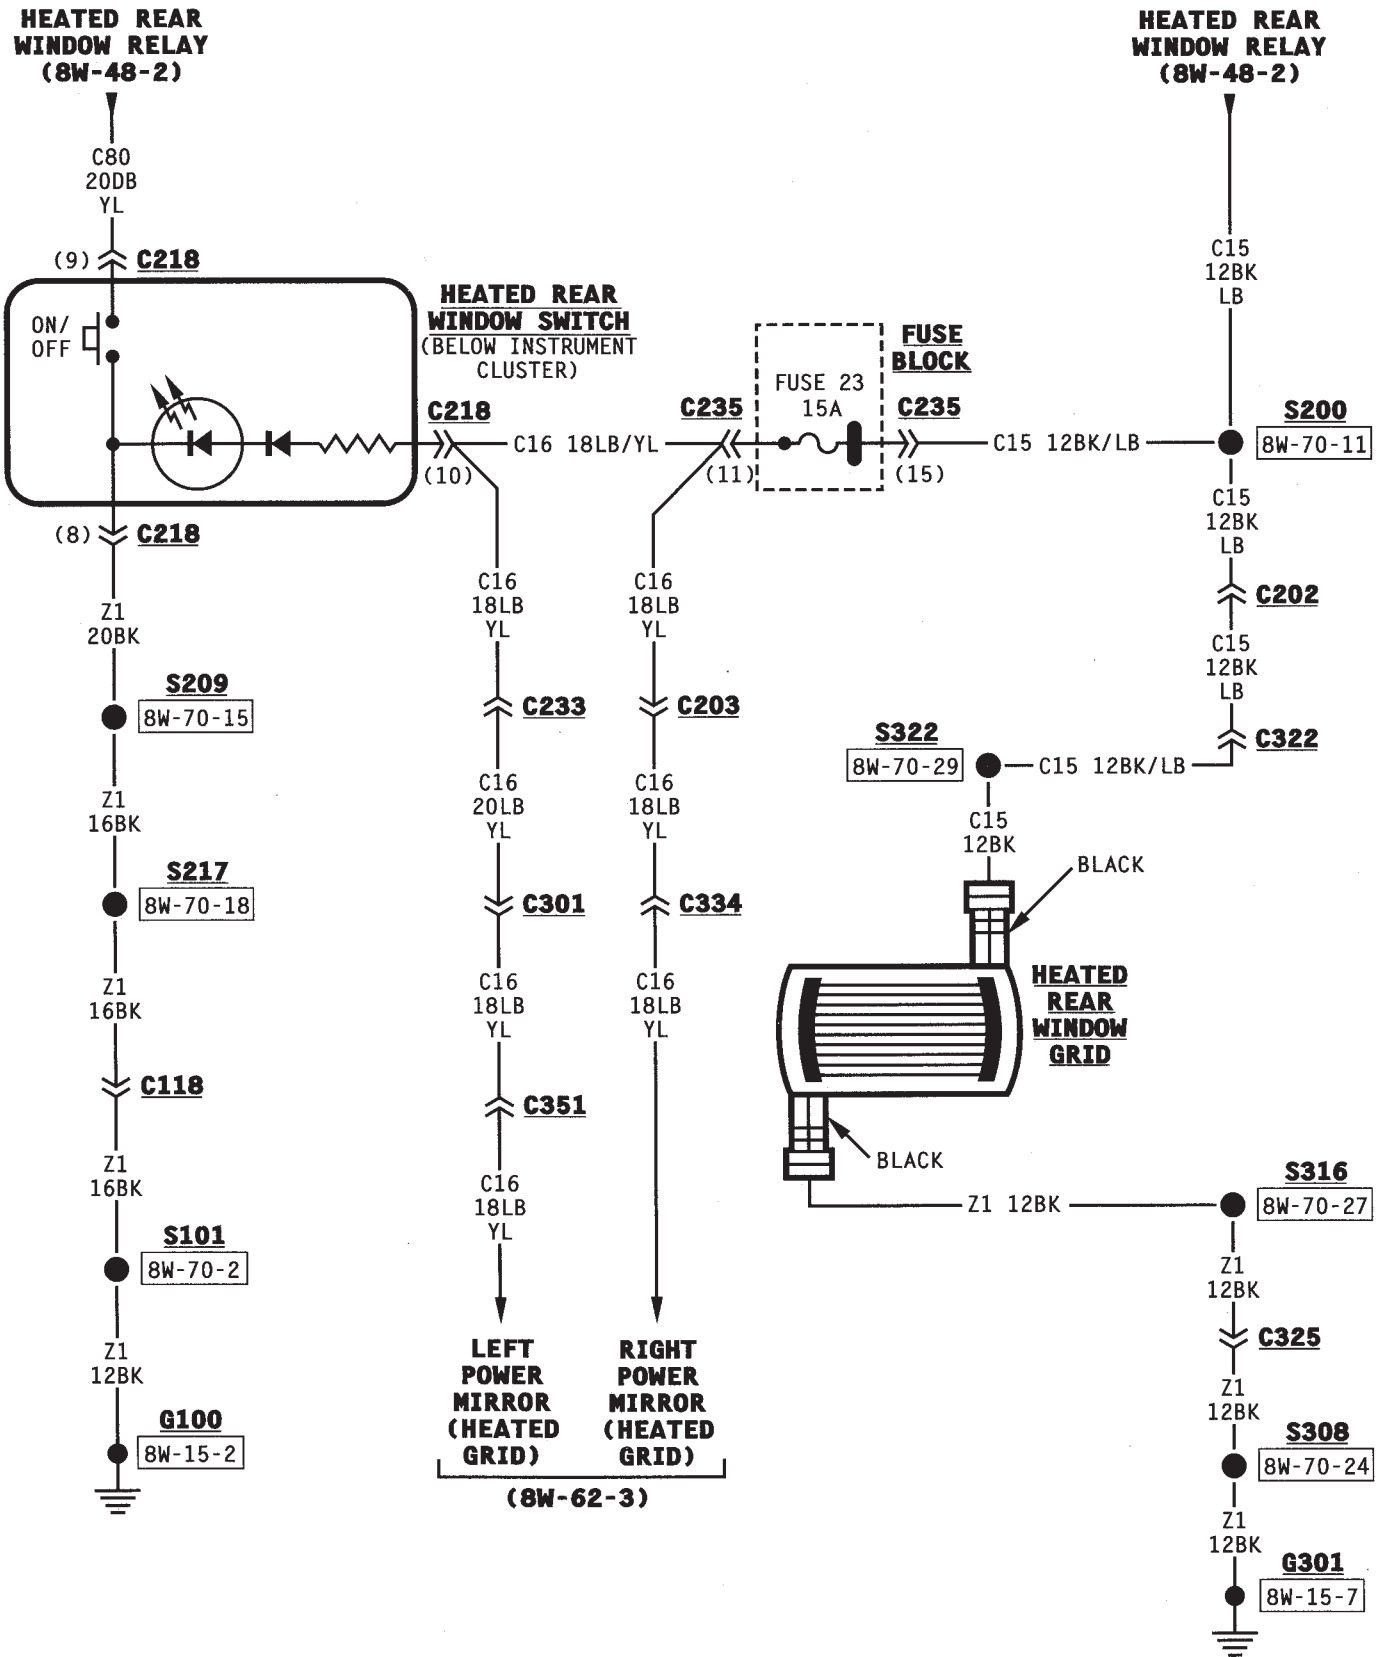 HEATED REAR
WINDOW RELAY
(8W-48-2)
HEATED REAR
WINDOW RELAY
(8W-48-2)
C80
20DB
YL
(9)
C218
C15
12BK
LB
ON/
OFF
HEATED REAR
WINDOW SWITCH
(BELOW INSTRUMENT
CLUSTER)
FUSE
BLOCK
FUSE 23
15A
C218
(10)
C16 18LB/YL
C235
(11)
C235
(15)
C15 12BK/LB
S200
8W-70-11
(8)
C218
C15
12BK
LB
C202
C15
12BK
LB
C322
C15 12BK/LB
S322
8W-70-29
C15
12BK
BLACK
HEATED
REAR
WINDOW
GRID
BLACK
Z1 12BK
S316
8W-70-27
Z1
12BK
C325
Z1
12BK
S308
8W-70-24
Z1
12BK
G301
8W-15-7
Z1
20BK
S209
8W-70-15
Z1
16BK
S217
8W-70-18
Z1
16BK
C118
Z1
16BK
S101
8W-70-2
Z1
12BK
G100
8W-15-2
C16
18LB
YL
C233
C16
20LB
YL
C301
C16
18LB
YL
C351
C16
18LB
YL
LEFT
POWER
MIRROR
(HEATED
GRID)
C16
18LB
YL
C203
C16
18LB
YL
C334
C16
18LB
YL
RIGHT
POWER
MIRROR
(HEATED
GRID)
(8W-62-3)